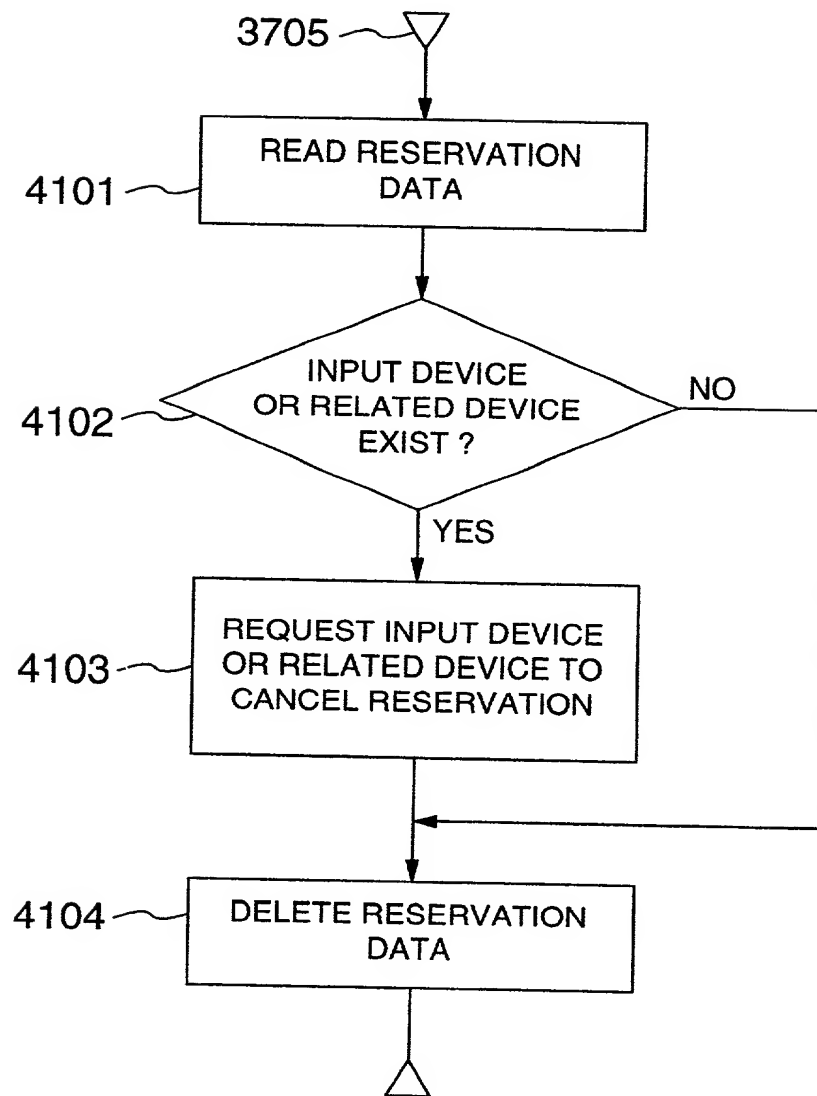 3705
READ RESERVATION
DATA
4101
INPUT DEVICE
OR RELATED DEVICE
EXIST ?
NO
4102
YES
REQUEST INPUT DEVICE
OR RELATED DEVICE TO
CANCEL RESERVATION
4103
DELETE RESERVATION
DATA
4104